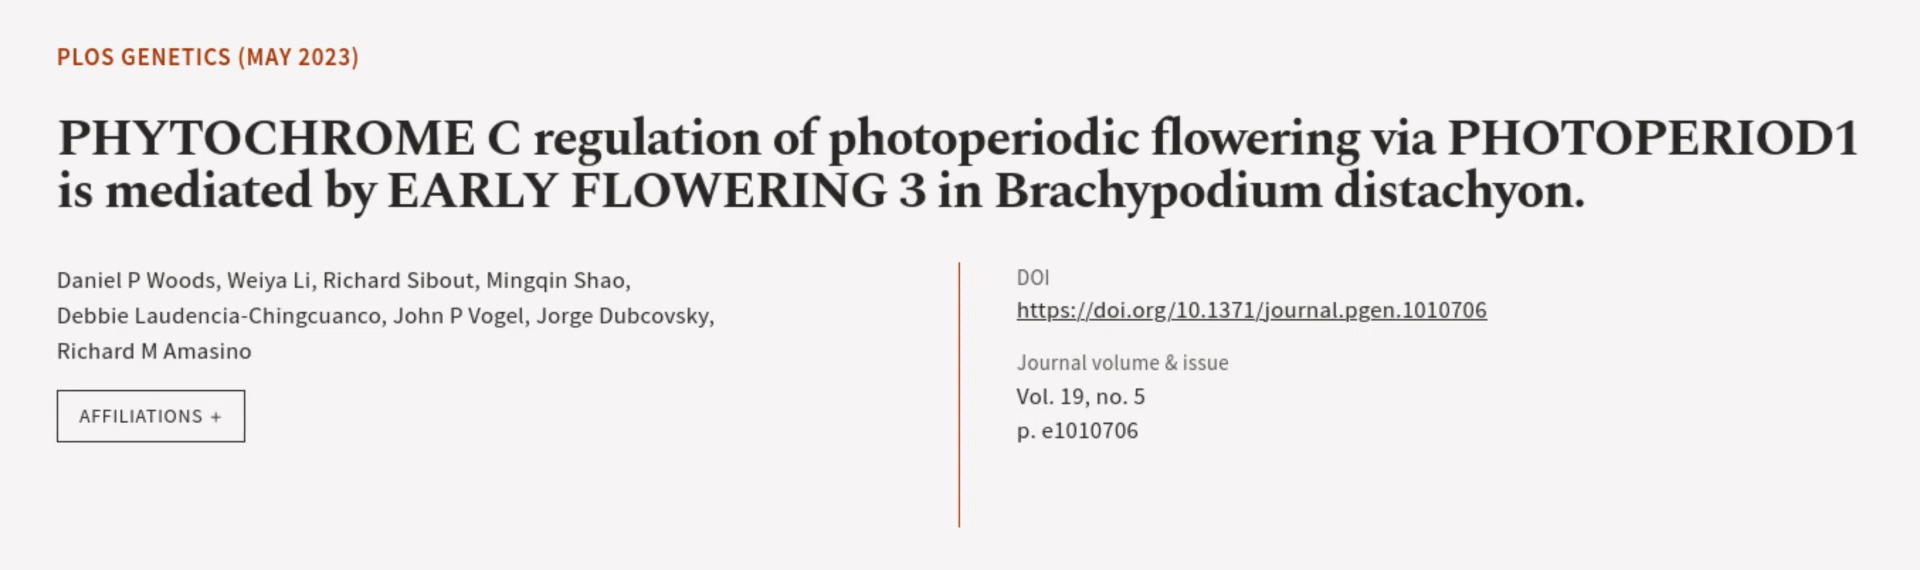 PLOS GENETICS (MAY 2023)
PHYTOCHROME C regulation of photoperiodic flowering via PHOTOPERIOD1
is mediated by EARLY FLOWERING 3 in Brachypodium distachyon.
Daniel P Woods, Weiya Li, Richard Sibout, Mingqin Shao,
Debbie Laudencia-Chingcuanco, John P Vogel, Jorge Dubcovsky,
Richard M Amasino
AFFILIATIONS +
DOI
https://doi.org/10.1371/journal.pgen.1010706
Journal volume & issue
Vol. 19, no. 5
p. e1010706